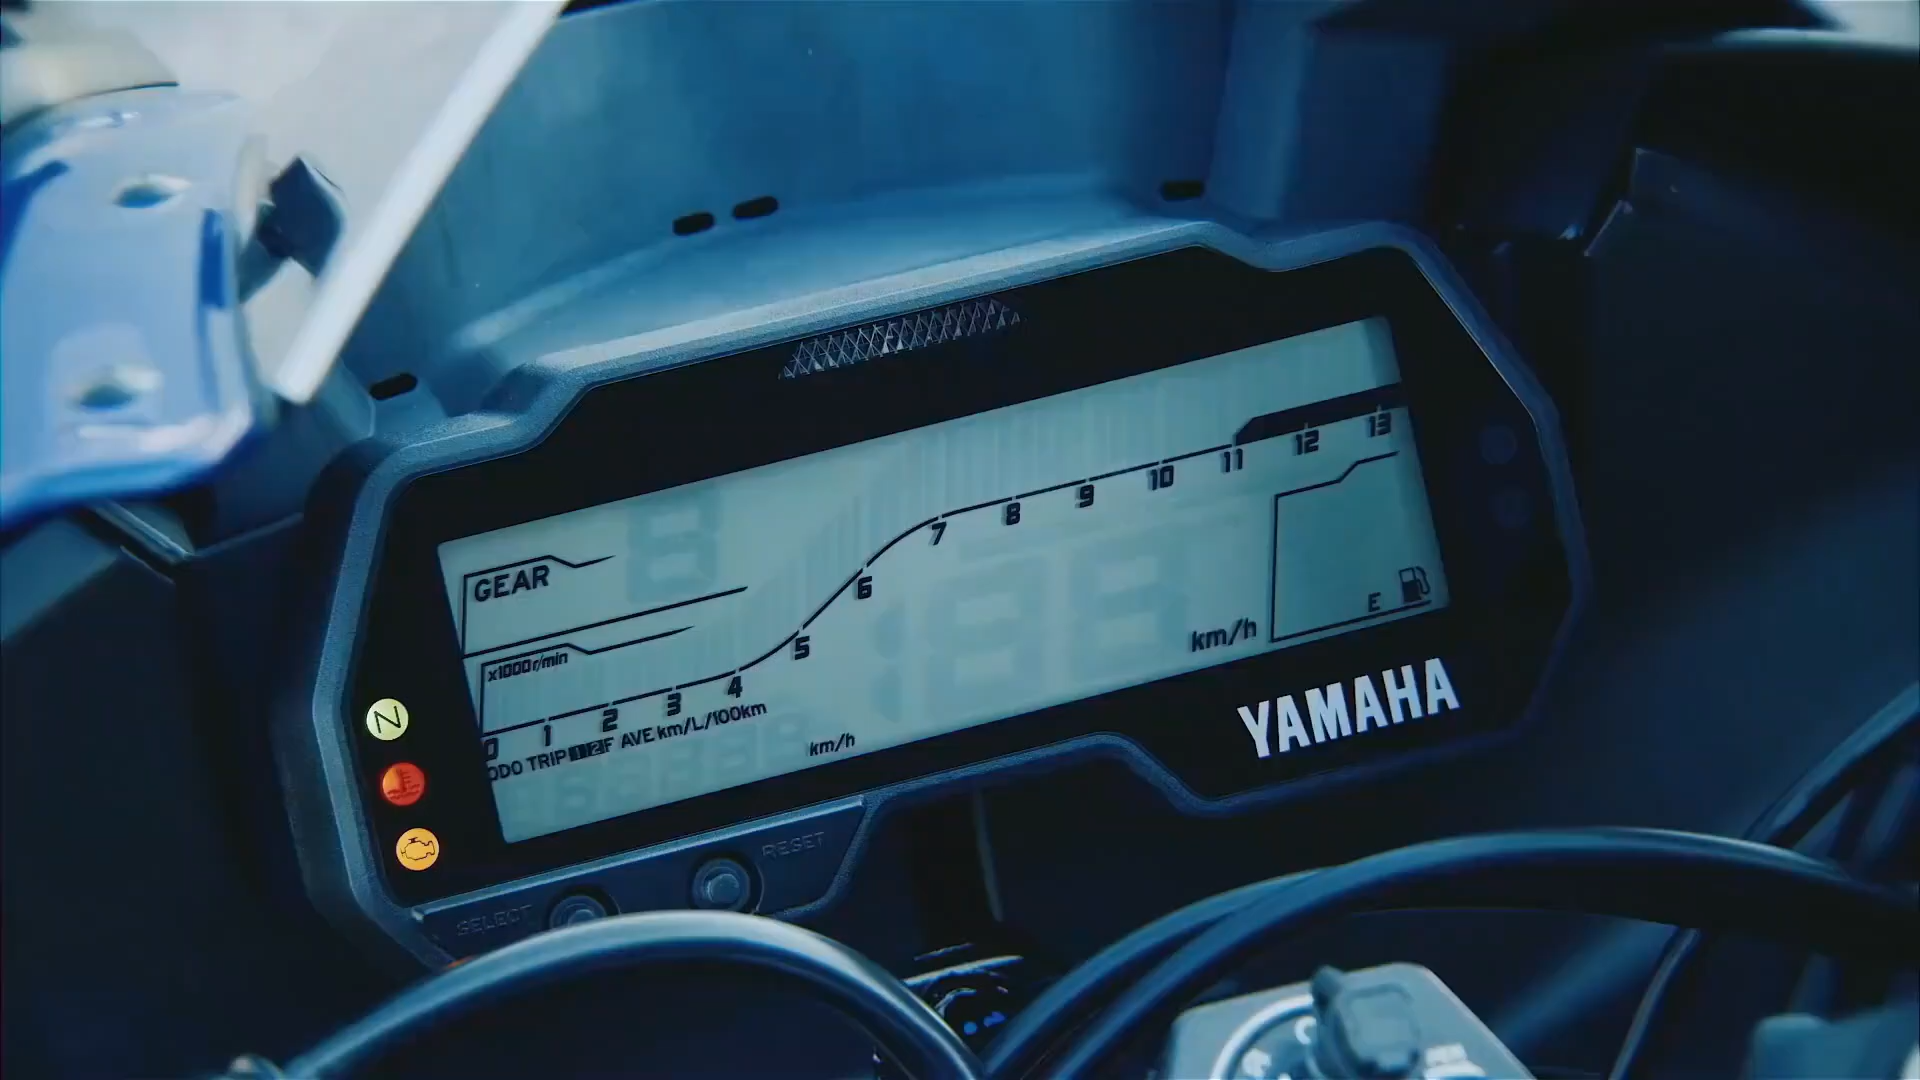 GEAR
x1000 r/min
0 1 2 3 4 5 6 7 8 9 10 11 12 13
ODO TRIP 1 2 F AVE km/L/100km
km/h
km/h
E
N
YAMAHA
SELECT
RESET